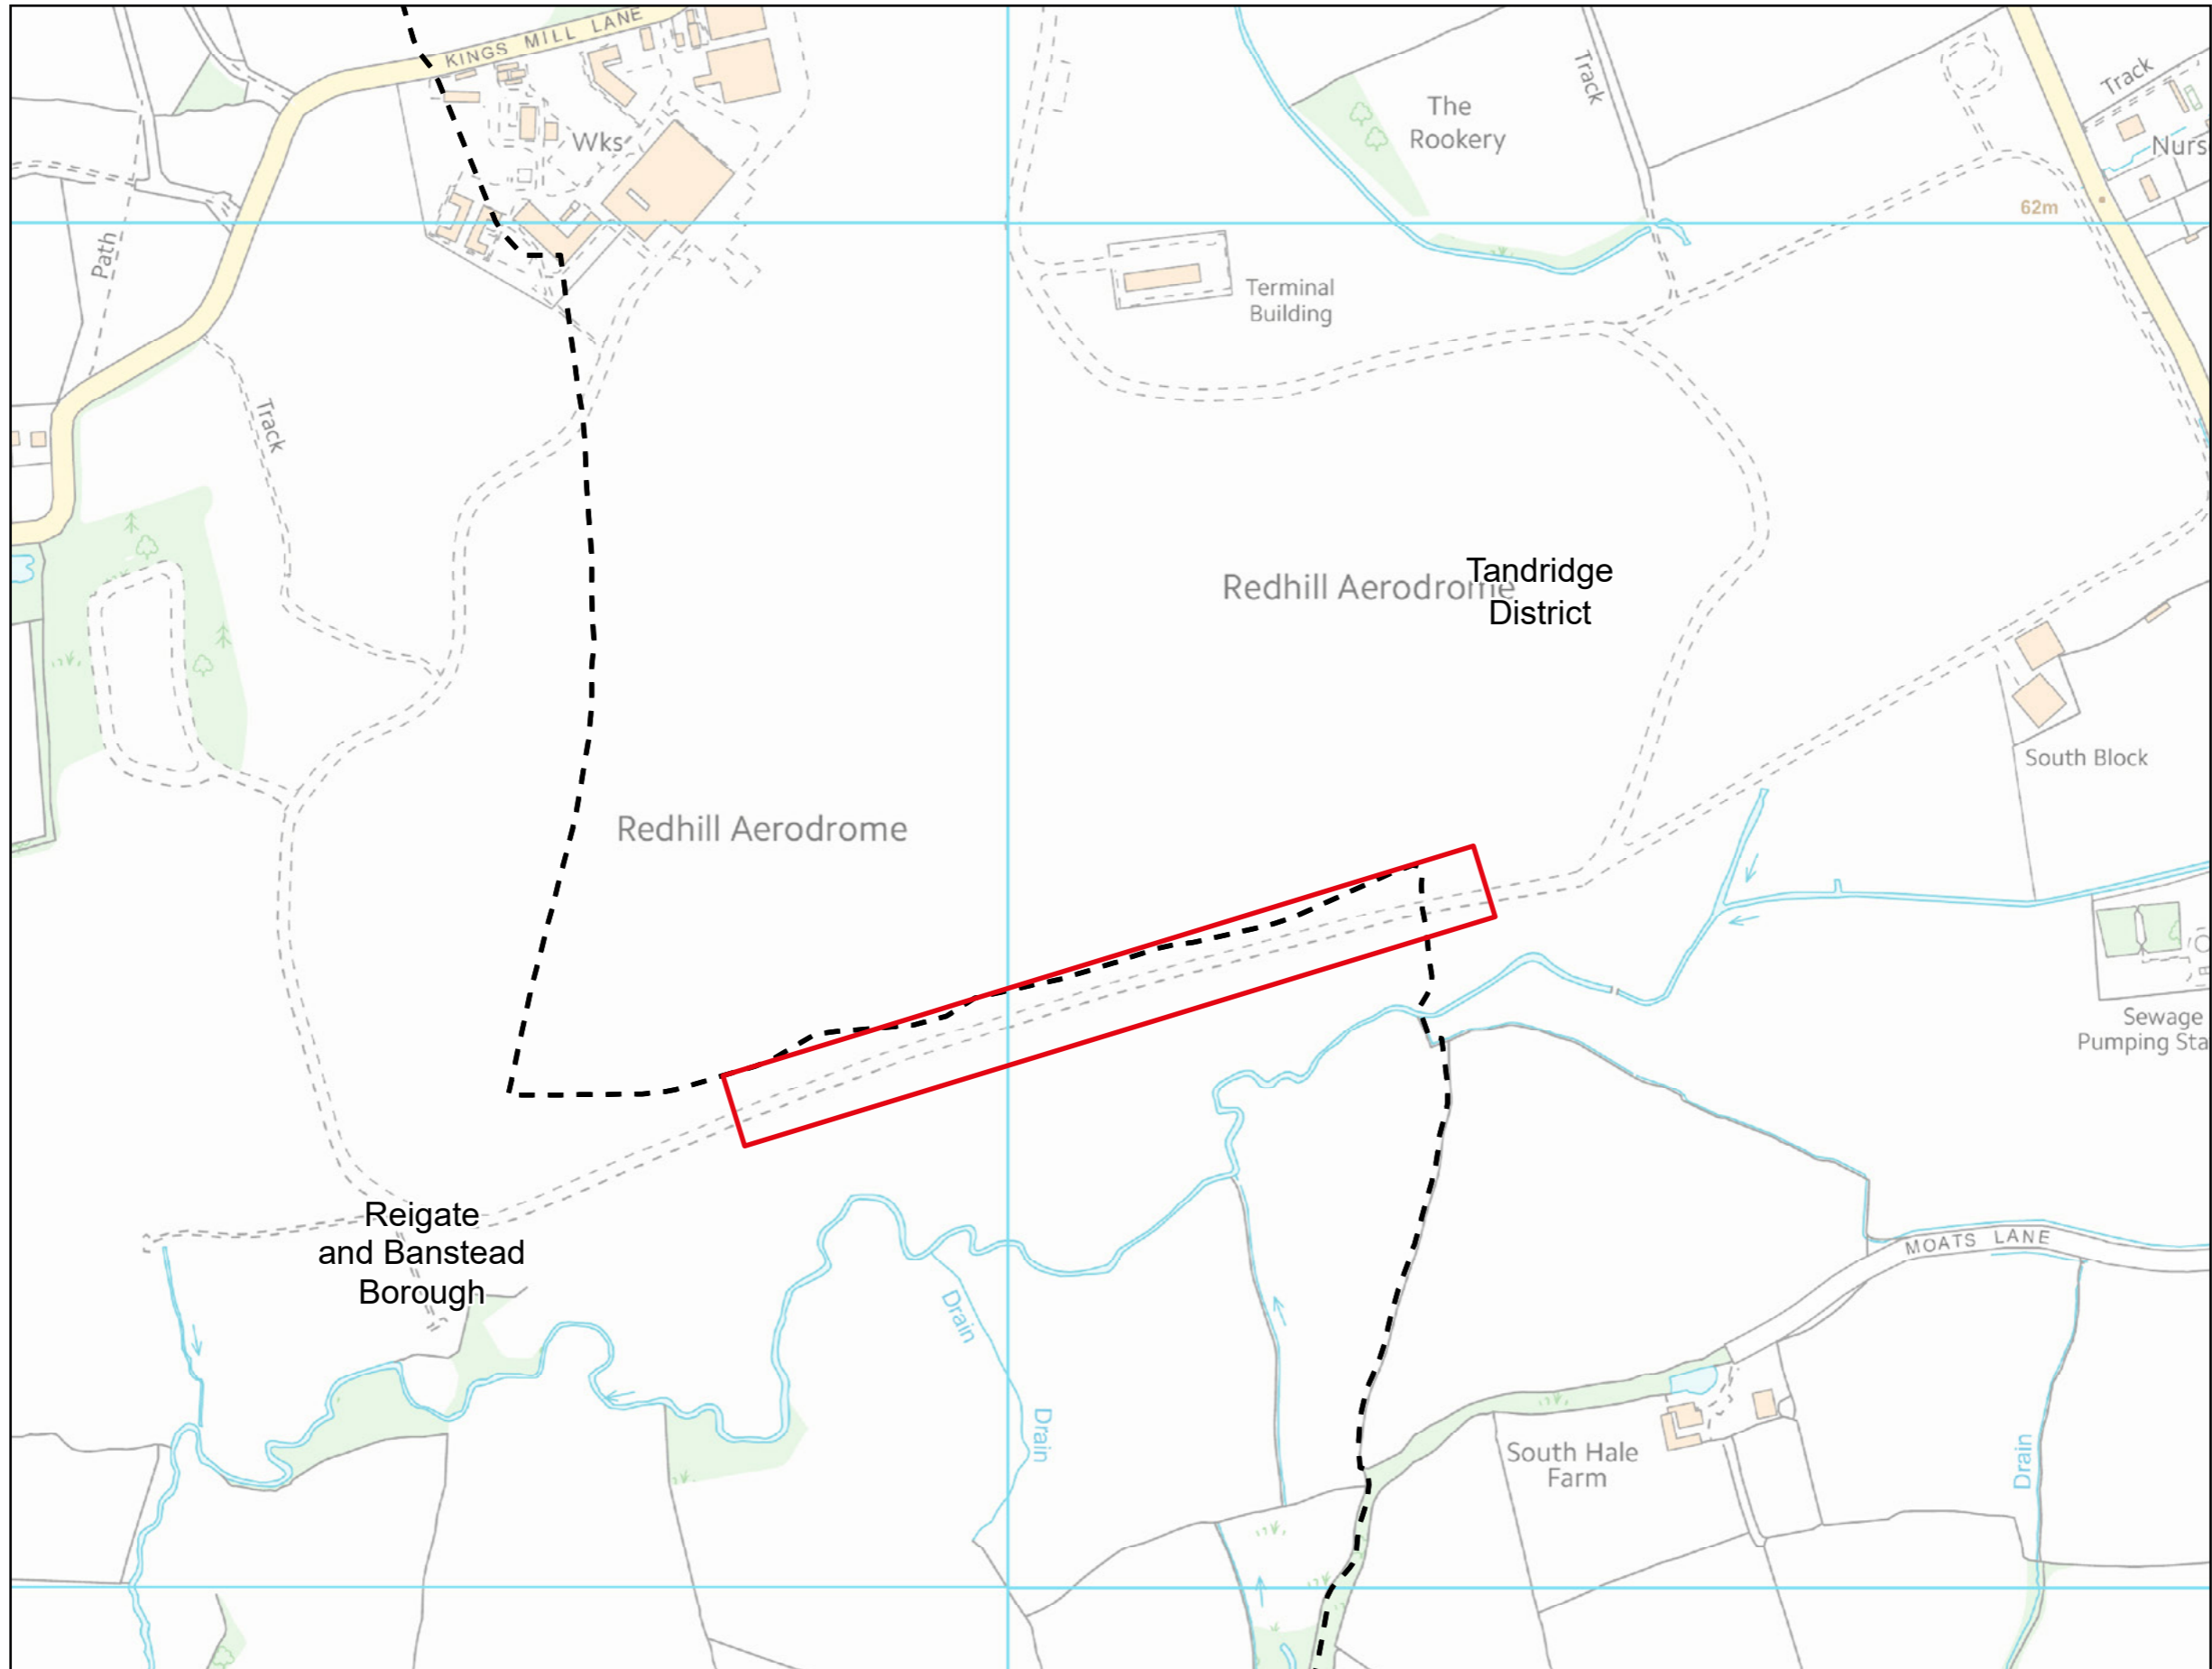 KINGS MILL LANE
Wks
The
Rookery
Track
Track
Nurs
62m
Path
Terminal
Building
Track
Tandridge
District
Redhill Aerodrome
South Block
Redhill Aerodrome
Sewage
Pumping Sta
Reigate
and Banstead
Borough
MOATS LANE
Drain
Drain
South Hale
Farm
Drain